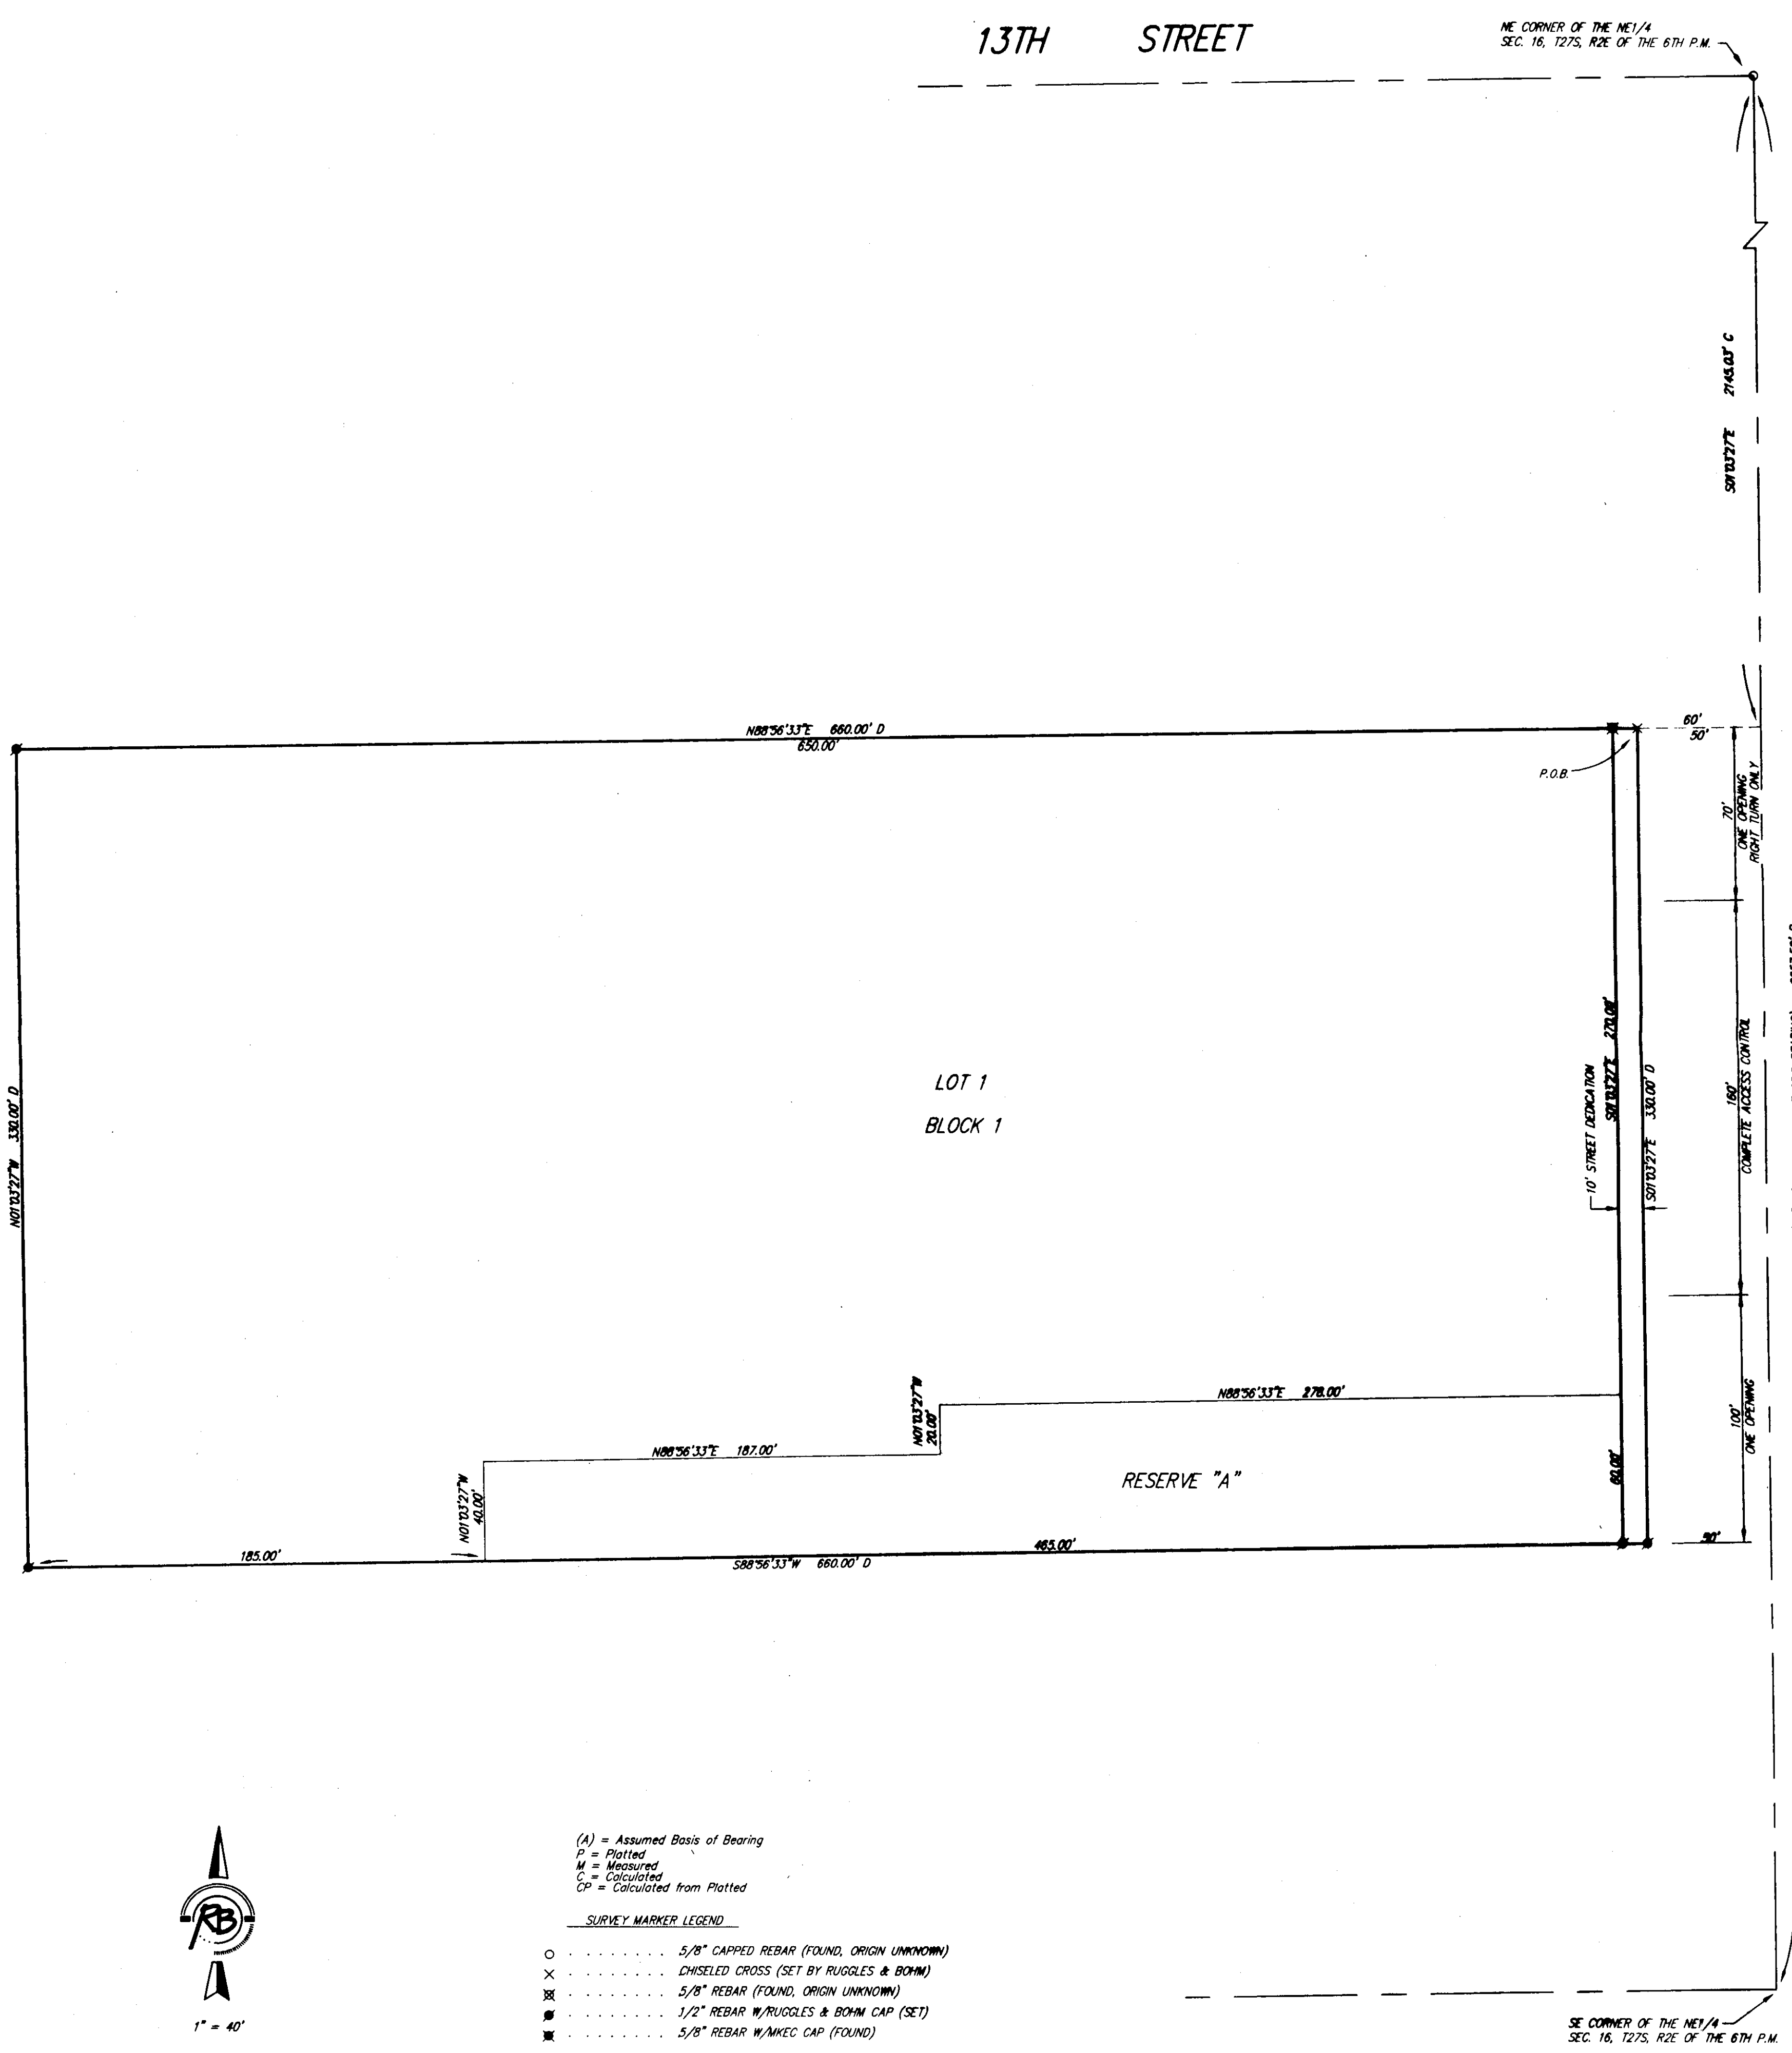 13TH STREET
NE CORNER OF THE NE1/4
SEC. 16, T27S, R2E OF THE 6TH P.M.
S01°03'27"E 2145.03' C
N88°56'33"E 660.00' D
650.00'
60'
50'
P.O.B.
70'
ONE OPENING
RIGHT TURN ONLY
N01°03'27"W 330.00' D
LOT 1
BLOCK 1
10' STREET DEDICATION
S01°03'27"E 270.00'
S01°03'27"E 330.00' D
160'
COMPLETE ACCESS CONTROL
N01°03'27"W
20.00'
N88°56'33"E 278.00'
100'
ONE OPENING
N88°56'33"E 187.00'
N01°03'27"W
40.00'
RESERVE "A"
60.00'
185.00'
465.00'
50'
S88°56'33"W 660.00' D
RB
1" = 40'
(A) = Assumed Basis of Bearing
P = Platted
M = Measured
C = Calculated
CP = Calculated from Platted
SURVEY MARKER LEGEND
5/8" CAPPED REBAR (FOUND, ORIGIN UNKNOWN)
CHISELED CROSS (SET BY RUGGLES & BOHM)
5/8" REBAR (FOUND, ORIGIN UNKNOWN)
1/2" REBAR W/RUGGLES & BOHM CAP (SET)
5/8" REBAR W/MKEC CAP (FOUND)
SE CORNER OF THE NE1/4
SEC. 16, T27S, R2E OF THE 6TH P.M.